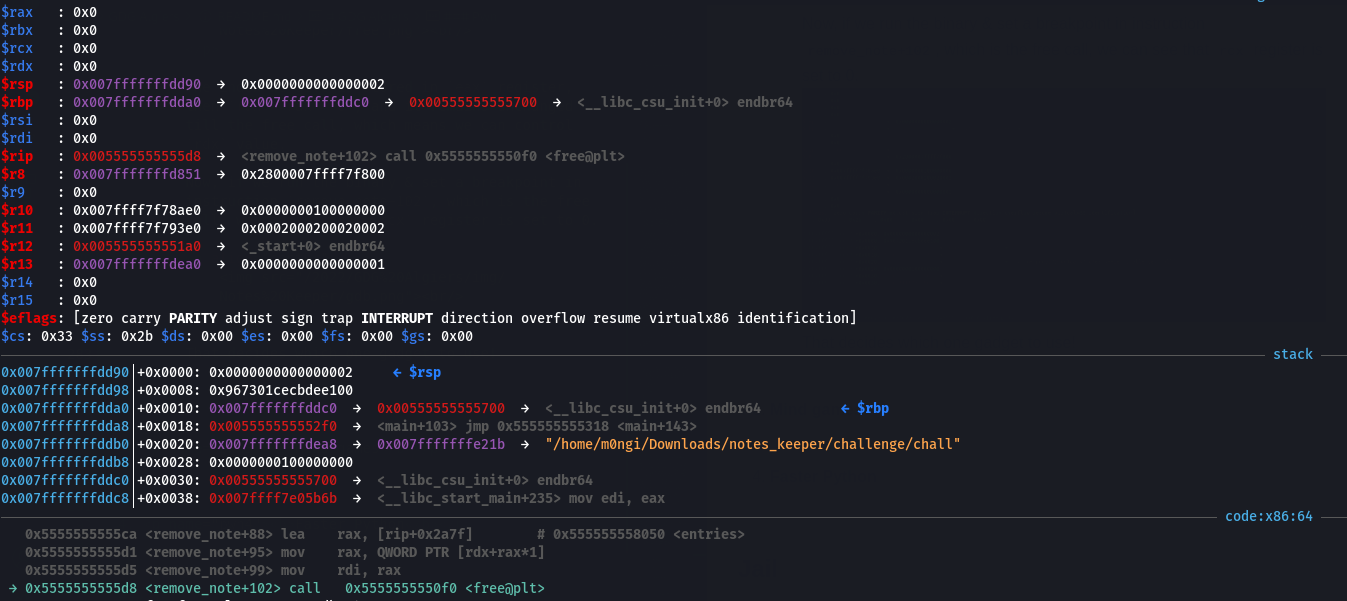 $rax   : 0x0
$rbx   : 0x0
$rcx   : 0x0
$rdx   : 0x0
$rsp   : 0x007fffffffdd90  →  0x0000000000000002
$rbp   : 0x007fffffffdda0  →  0x007fffffffddc0  →  0x00555555555700  →  <__libc_csu_init+0> endbr64
$rsi   : 0x0
$rdi   : 0x0
$rip   : 0x005555555555d8  →  <remove_note+102> call 0x5555555550f0 <free@plt>
$r8    : 0x007fffffffd851  →  0x2800007ffff7f800
$r9    : 0x0
$r10   : 0x007ffff7f78ae0  →  0x0000000100000000
$r11   : 0x007ffff7f793e0  →  0x0002000200020002
$r12   : 0x005555555551a0  →  <_start+0> endbr64
$r13   : 0x007fffffffdea0  →  0x0000000000000001
$r14   : 0x0
$r15   : 0x0
$eflags: [zero carry PARITY adjust sign trap INTERRUPT direction overflow resume virtualx86 identification]
$cs: 0x33 $ss: 0x2b $ds: 0x00 $es: 0x00 $fs: 0x00 $gs: 0x00
stack
0x007fffffffdd90│+0x0000: 0x0000000000000002     ← $rsp
0x007fffffffdd98│+0x0008: 0x967301cecbdee100
0x007fffffffdda0│+0x0010: 0x007fffffffddc0  →  0x00555555555700  →  <__libc_csu_init+0> endbr64     ← $rbp
0x007fffffffdda8│+0x0018: 0x005555555552f0  →  <main+103> jmp 0x555555555318 <main+143>
0x007fffffffddb0│+0x0020: 0x007fffffffdea8  →  0x007fffffffe21b  →  "/home/m0ngi/Downloads/notes_keeper/challenge/chall"
0x007fffffffddb8│+0x0028: 0x0000000100000000
0x007fffffffddc0│+0x0030: 0x00555555555700  →  <__libc_csu_init+0> endbr64
0x007fffffffddc8│+0x0038: 0x007ffff7e05b6b  →  <__libc_start_main+235> mov edi, eax
code:x86:64
0x5555555555ca <remove_note+88> lea    rax, [rip+0x2a7f]        # 0x555555558050 <entries>
0x5555555555d1 <remove_note+95> mov    rax, QWORD PTR [rdx+rax*1]
0x5555555555d5 <remove_note+99> mov    rdi, rax
→ 0x5555555555d8 <remove_note+102> call   0x5555555550f0 <free@plt>